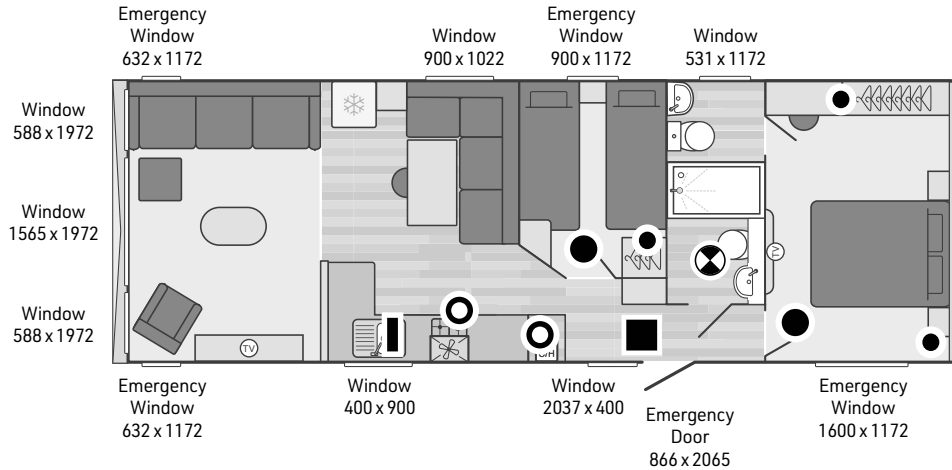 Emergency
Window
632 x 1172
Window
900 x 1022
Emergency
Window
900 x 1172
Window
531 x 1172
Window
588 x 1972
Window
1565 x 1972
Window
588 x 1972
TV
TV
Emergency
Window
632 x 1172
Window
400 x 900
Window
2037 x 400
Emergency
Door
866 x 2065
Emergency
Window
1600 x 1172